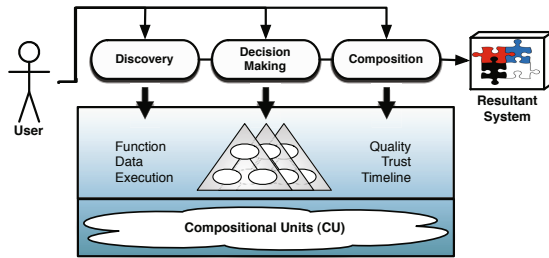 Discovery
Decision
Making
Composition
User
Resultant
System
Function
Data
Execution
Quality
Trust
Timeline
Compositional Units (CU)